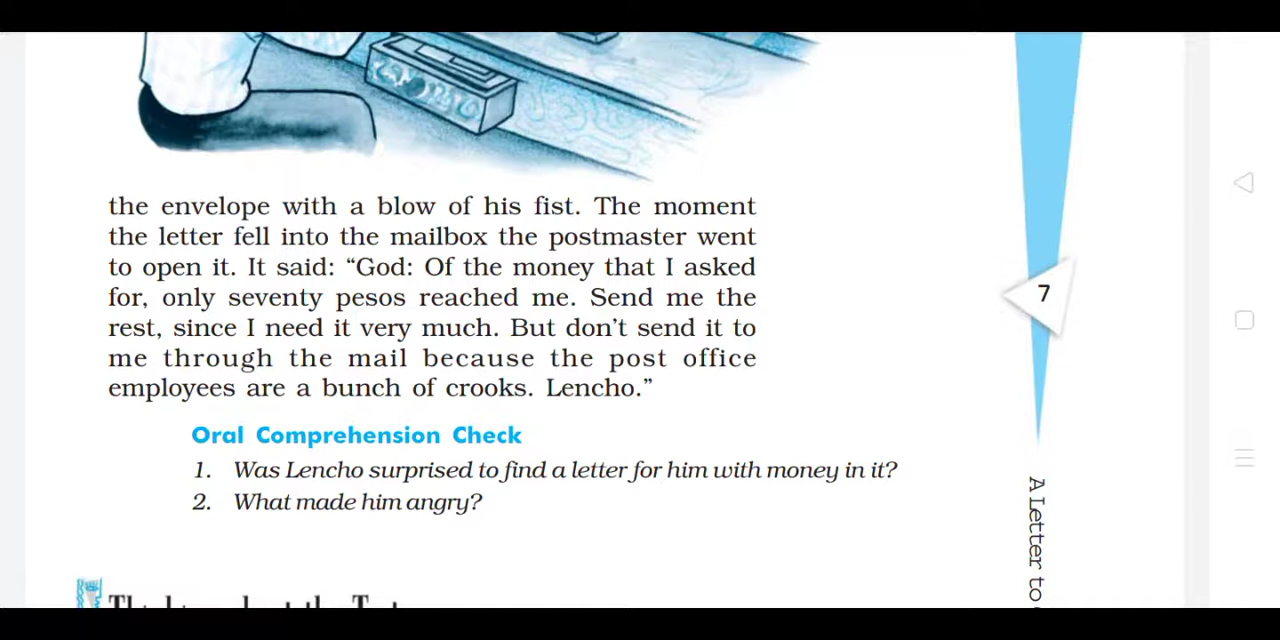 the envelope with a blow of his fist. The moment
the letter fell into the mailbox the postmaster went
to open it. It said: “God: Of the money that I asked
for, only seventy pesos reached me. Send me the
rest, since I need it very much. But don’t send it to
me through the mail because the post office
employees are a bunch of crooks. Lencho.”
Oral Comprehension Check
1. Was Lencho surprised to find a letter for him with money in it?
2. What made him angry?
7
A Letter to